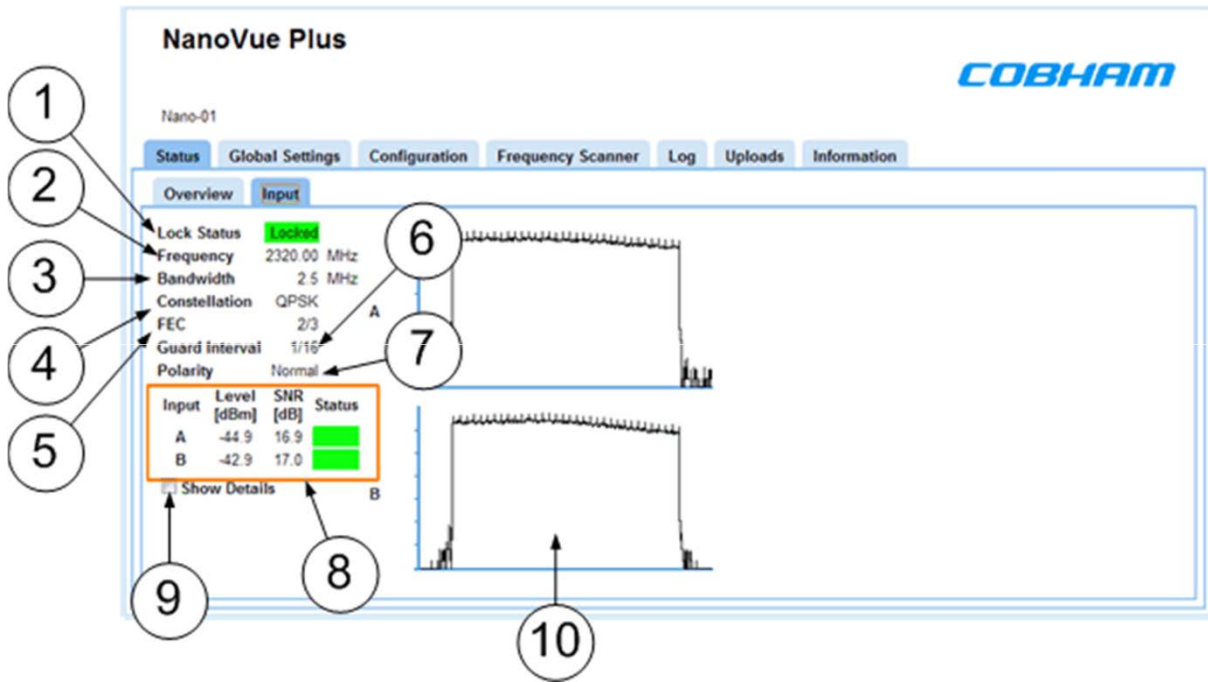 NanoVue Plus
COBHAM
Nano-01
Status Global Settings Configuration Frequency Scanner Log Uploads Information
Overview Input
Lock Status Locked
Frequency 2320.00 MHz
Bandwidth 2.5 MHz
Constellation QPSK
FEC 2/3
Guard Interval 1/16
Polarity Normal
Input Level [dBm] SNR [dB] Status
A -44.9 16.9
B -42.9 17.0
Show Details
A
B
1
2
3
4
5
6
7
8
9
10